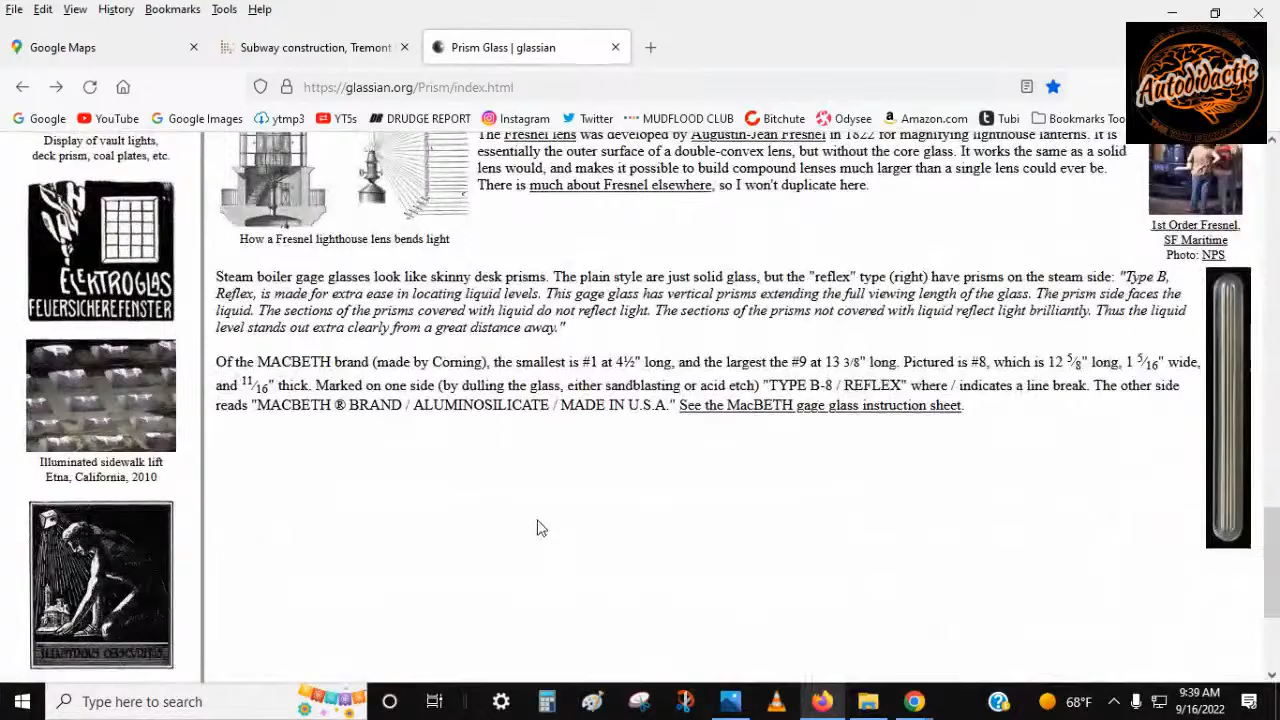 File Edit View History Bookmarks Tools Help
Google Maps
Subway construction, Tremont
Prism Glass | glassian
https://glassian.org/Prism/index.html
Google YouTube Google Images ytmp3 YT5s DRUDGE REPORT Instagram Twitter MUDFLOOD CLUB Bitchute Odysee Amazon.com Tubi Bookmarks Too
Autodidactic
Display of vault lights,
deck prism, coal plates, etc.
ELEKTROGLAS
FEUERSICHEREFENSTER
Illuminated sidewalk lift
Etna, California, 2010
How a Fresnel lighthouse lens bends light
The Fresnel lens was developed by Augustin-Jean Fresnel in 1822 for magnifying lighthouse lanterns. It is
essentially the outer surface of a double-convex lens, but without the core glass. It works the same as a solid
lens would, and makes it possible to build compound lenses much larger than a single lens could ever be.
There is much about Fresnel elsewhere, so I won't duplicate here.
1st Order Fresnel,
SF Maritime
Photo: NPS
Steam boiler gage glasses look like skinny desk prisms. The plain style are just solid glass, but the "reflex" type (right) have prisms on the steam side: "Type B,
Reflex, is made for extra ease in locating liquid levels. This gage glass has vertical prisms extending the full viewing length of the glass. The prism side faces the
liquid. The sections of the prisms covered with liquid do not reflect light. The sections of the prisms not covered with liquid reflect light brilliantly. Thus the liquid
level stands out extra clearly from a great distance away."
Of the MACBETH brand (made by Corning), the smallest is #1 at 4½" long, and the largest the #9 at 13 3/8" long. Pictured is #8, which is 12 5/8" long, 1 5/16" wide,
and 11/16" thick. Marked on one side (by dulling the glass, either sandblasting or acid etch) "TYPE B-8 / REFLEX" where / indicates a line break. The other side
reads "MACBETH ® BRAND / ALUMINOSILICATE / MADE IN U.S.A." See the MacBETH gage glass instruction sheet.
Type here to search
68°F
9:39 AM
9/16/2022